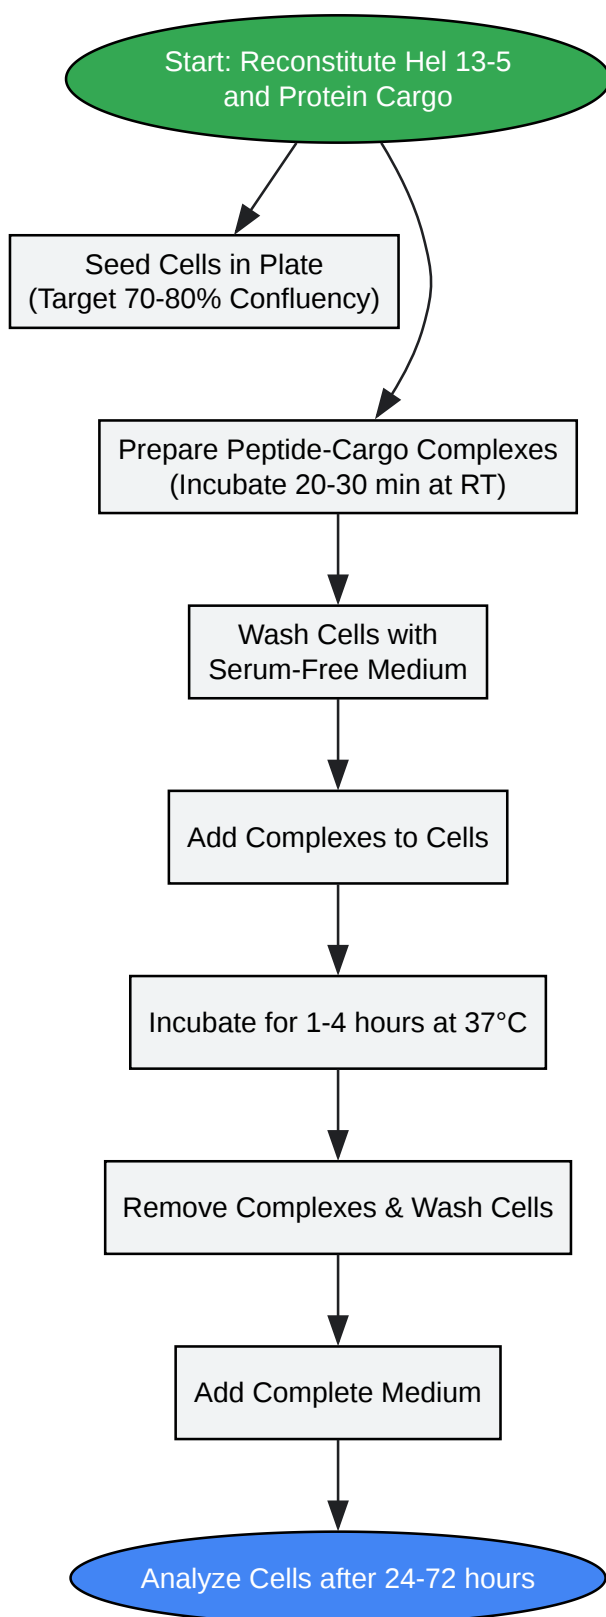 Start: Reconstitute Hel 13-5
and Protein Cargo
Seed Cells in Plate
(Target 70-80% Confluency)
Prepare Peptide-Cargo Complexes
(Incubate 20-30 min at RT)
Wash Cells with
Serum-Free Medium
Add Complexes to Cells
Incubate for 1-4 hours at 37°C
Remove Complexes & Wash Cells
Add Complete Medium
Analyze Cells after 24-72 hours